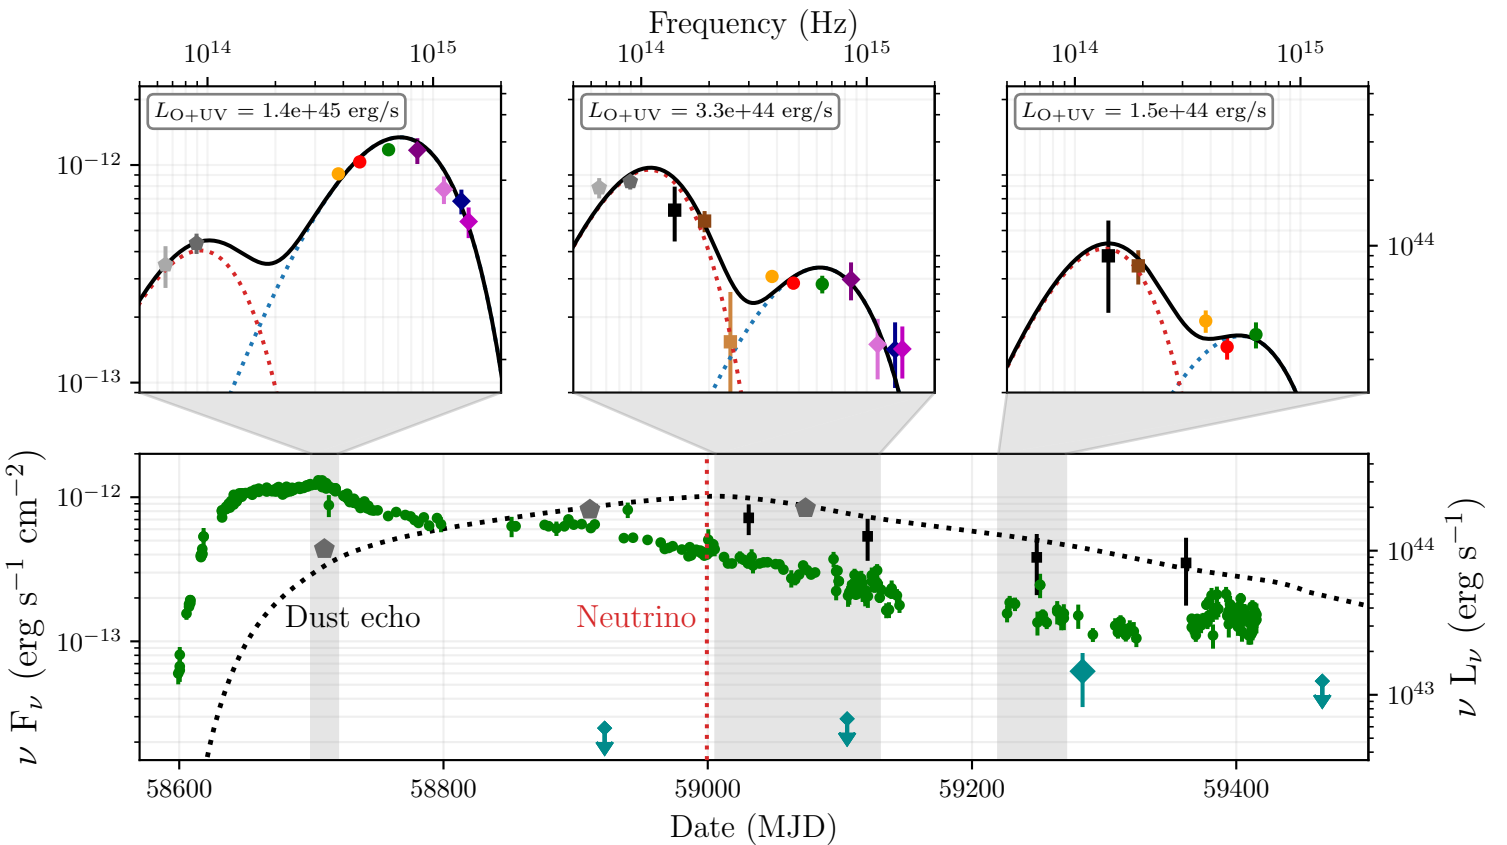 Frequency (Hz)
10^14 10^15 10^14 10^15 10^14 10^15
L_O+UV = 1.4e+45 erg/s
L_O+UV = 3.3e+44 erg/s
L_O+UV = 1.5e+44 erg/s
10^−12
10^44
10^−13
10^−12
10^44
Dust echo
Neutrino
10^−13
10^43
ν F_ν (erg s^−1 cm^−2)
ν L_ν (erg s^−1)
58600 58800 59000 59200 59400
Date (MJD)